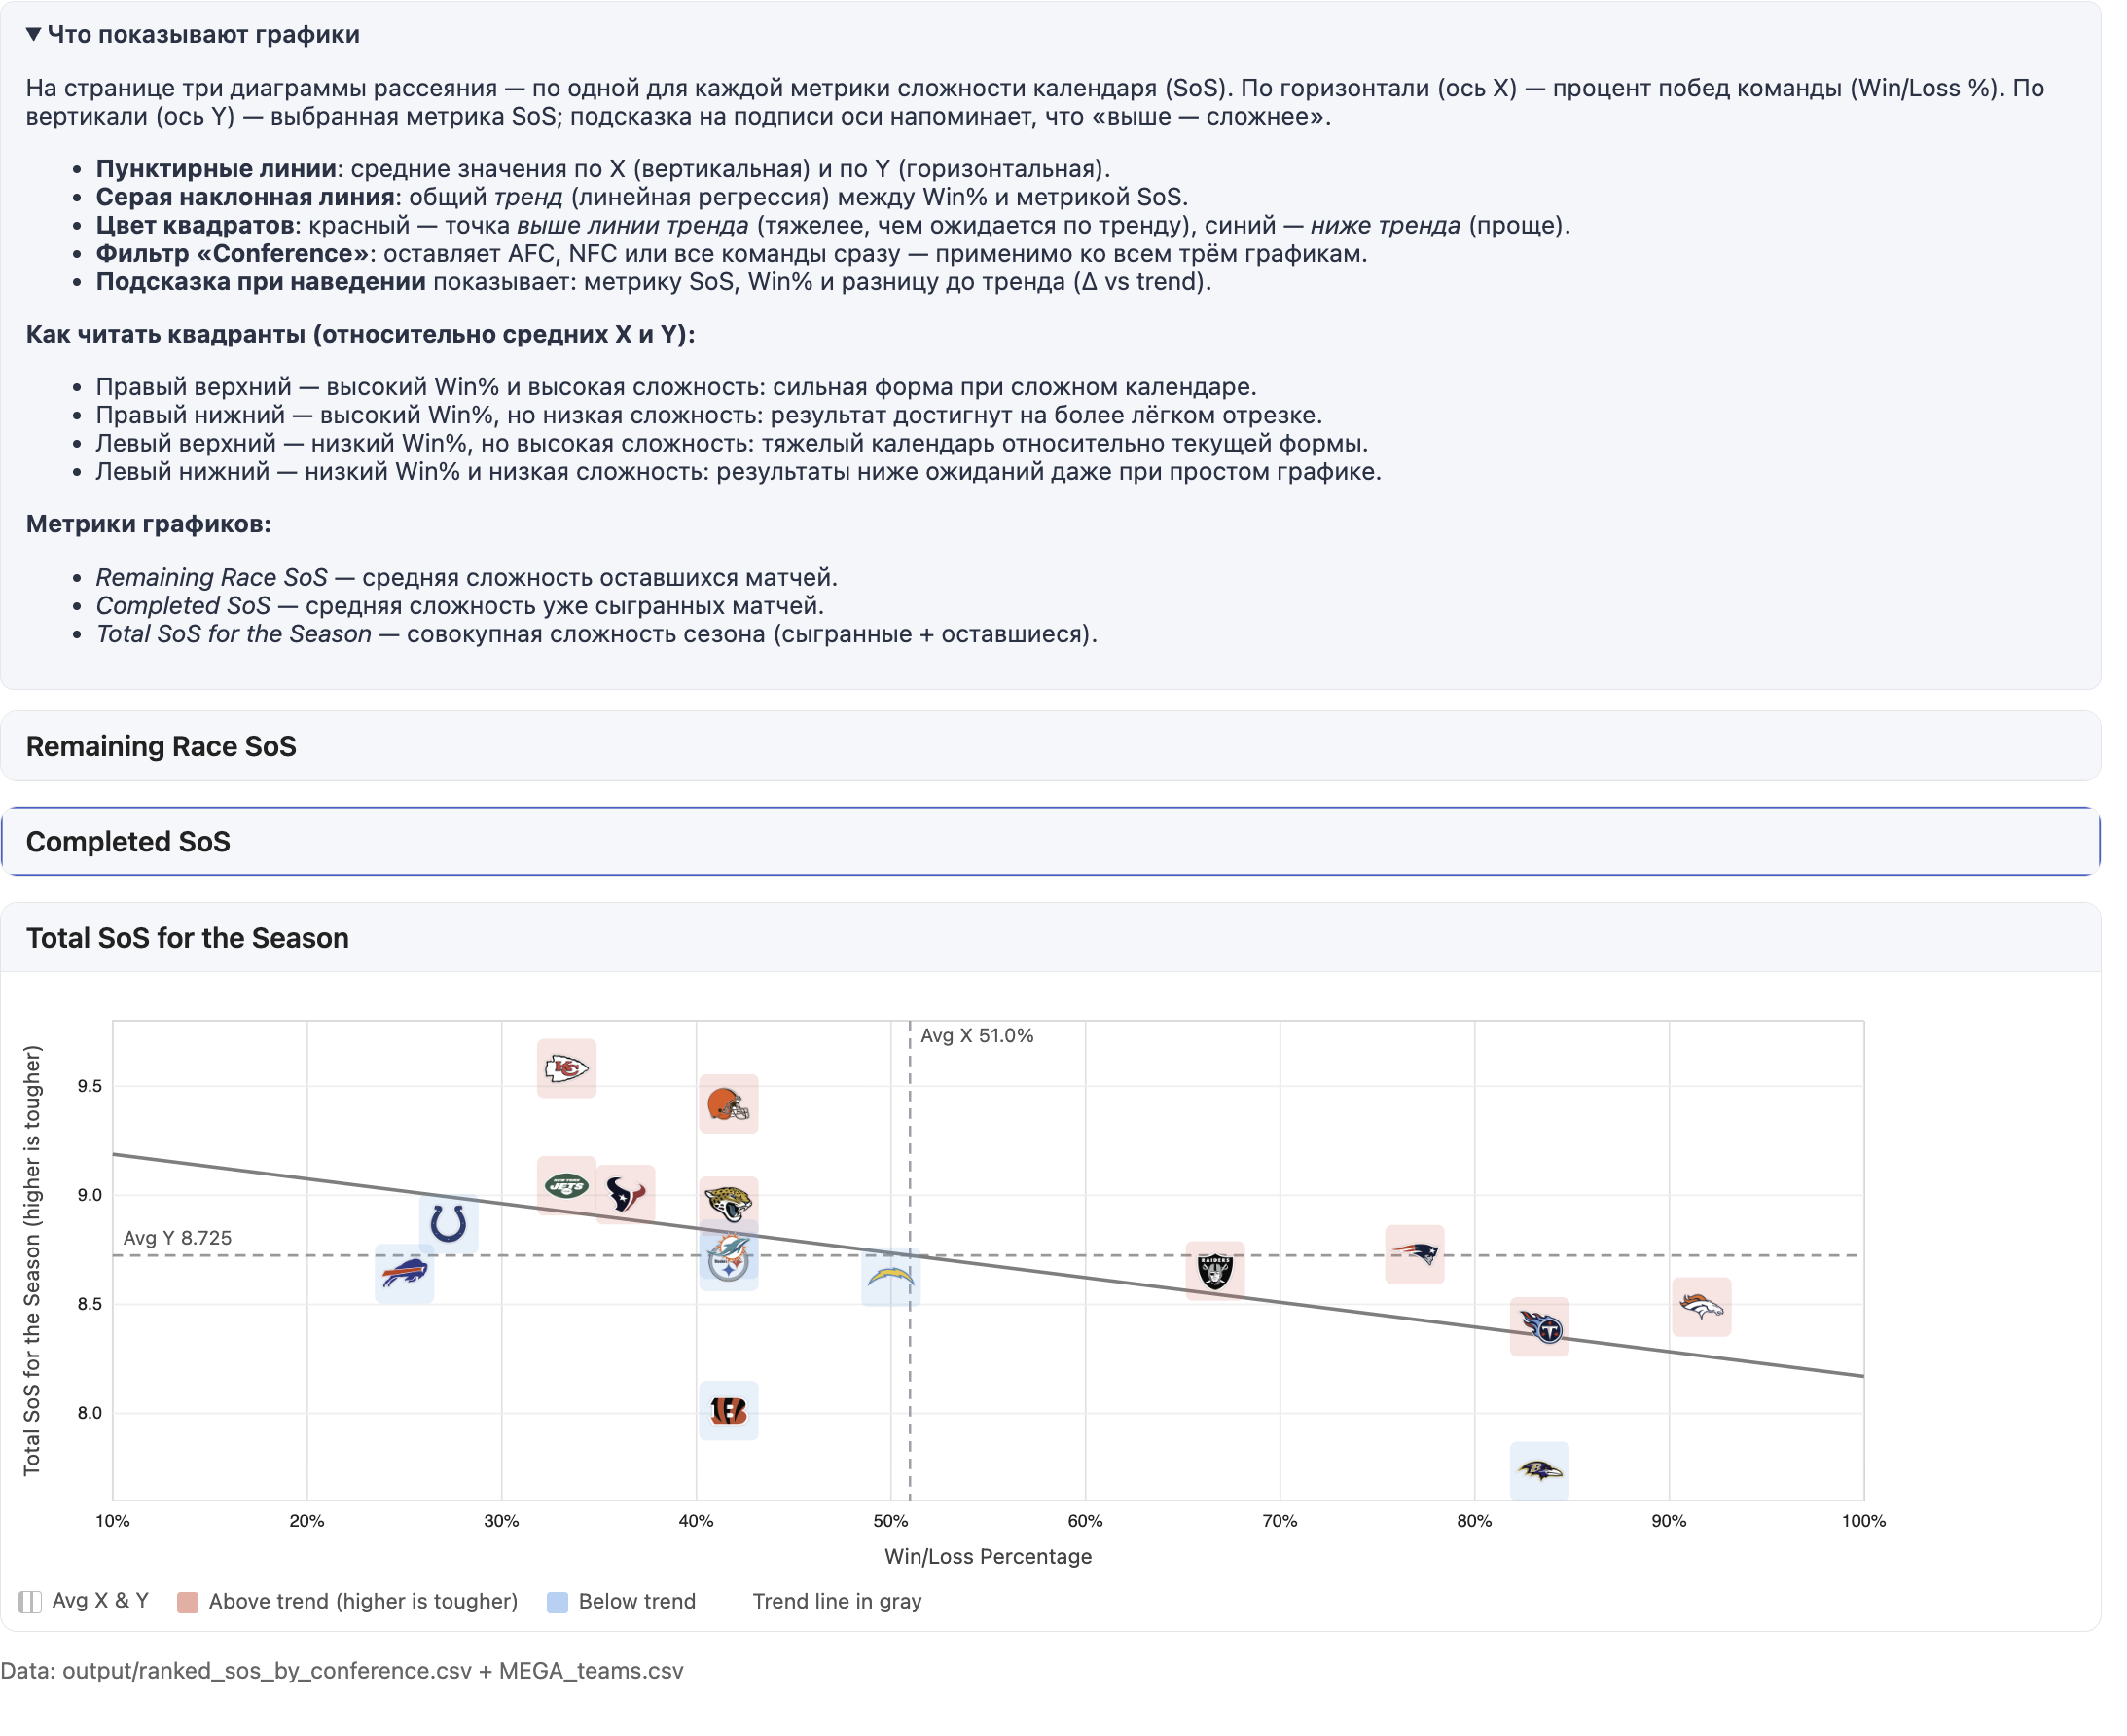 Что показывают графики
На странице три диаграммы рассеяния — по одной для каждой метрики сложности календаря (SoS). По горизонтали (ось X) — процент побед команды (Win/Loss %). По
вертикали (ось Y) — выбранная метрика SoS; подсказка на подписи оси напоминает, что «выше — сложнее».
Пунктирные линии: средние значения по X (вертикальная) и по Y (горизонтальная).
Серая наклонная линия: общий тренд (линейная регрессия) между Win% и метрикой SoS.
Цвет квадратов: красный — точка выше линии тренда (тяжелее, чем ожидается по тренду), синий — ниже тренда (проще).
Фильтр «Conference»: оставляет AFC, NFC или все команды сразу — применимо ко всем трём графикам.
Подсказка при наведении показывает: метрику SoS, Win% и разницу до тренда (Δ vs trend).
Как читать квадранты (относительно средних X и Y):
Правый верхний — высокий Win% и высокая сложность: сильная форма при сложном календаре.
Правый нижний — высокий Win%, но низкая сложность: результат достигнут на более лёгком отрезке.
Левый верхний — низкий Win%, но высокая сложность: тяжелый календарь относительно текущей формы.
Левый нижний — низкий Win% и низкая сложность: результаты ниже ожиданий даже при простом графике.
Метрики графиков:
Remaining Race SoS — средняя сложность оставшихся матчей.
Completed SoS — средняя сложность уже сыгранных матчей.
Total SoS for the Season — совокупная сложность сезона (сыгранные + оставшиеся).
Remaining Race SoS
Completed SoS
Total SoS for the Season
Total SoS for the Season (higher is tougher)
Avg X 51.0%
9.5
KC
NEW YORK
JETS
9.0
Avg Y 8.725
RAIDERS
8.5
T
8.0
B
10% 20% 30% 40% 50% 60% 70% 80% 90% 100%
Win/Loss Percentage
Avg X & Y Above trend (higher is tougher) Below trend Trend line in gray
Data: output/ranked_sos_by_conference.csv + MEGA_teams.csv